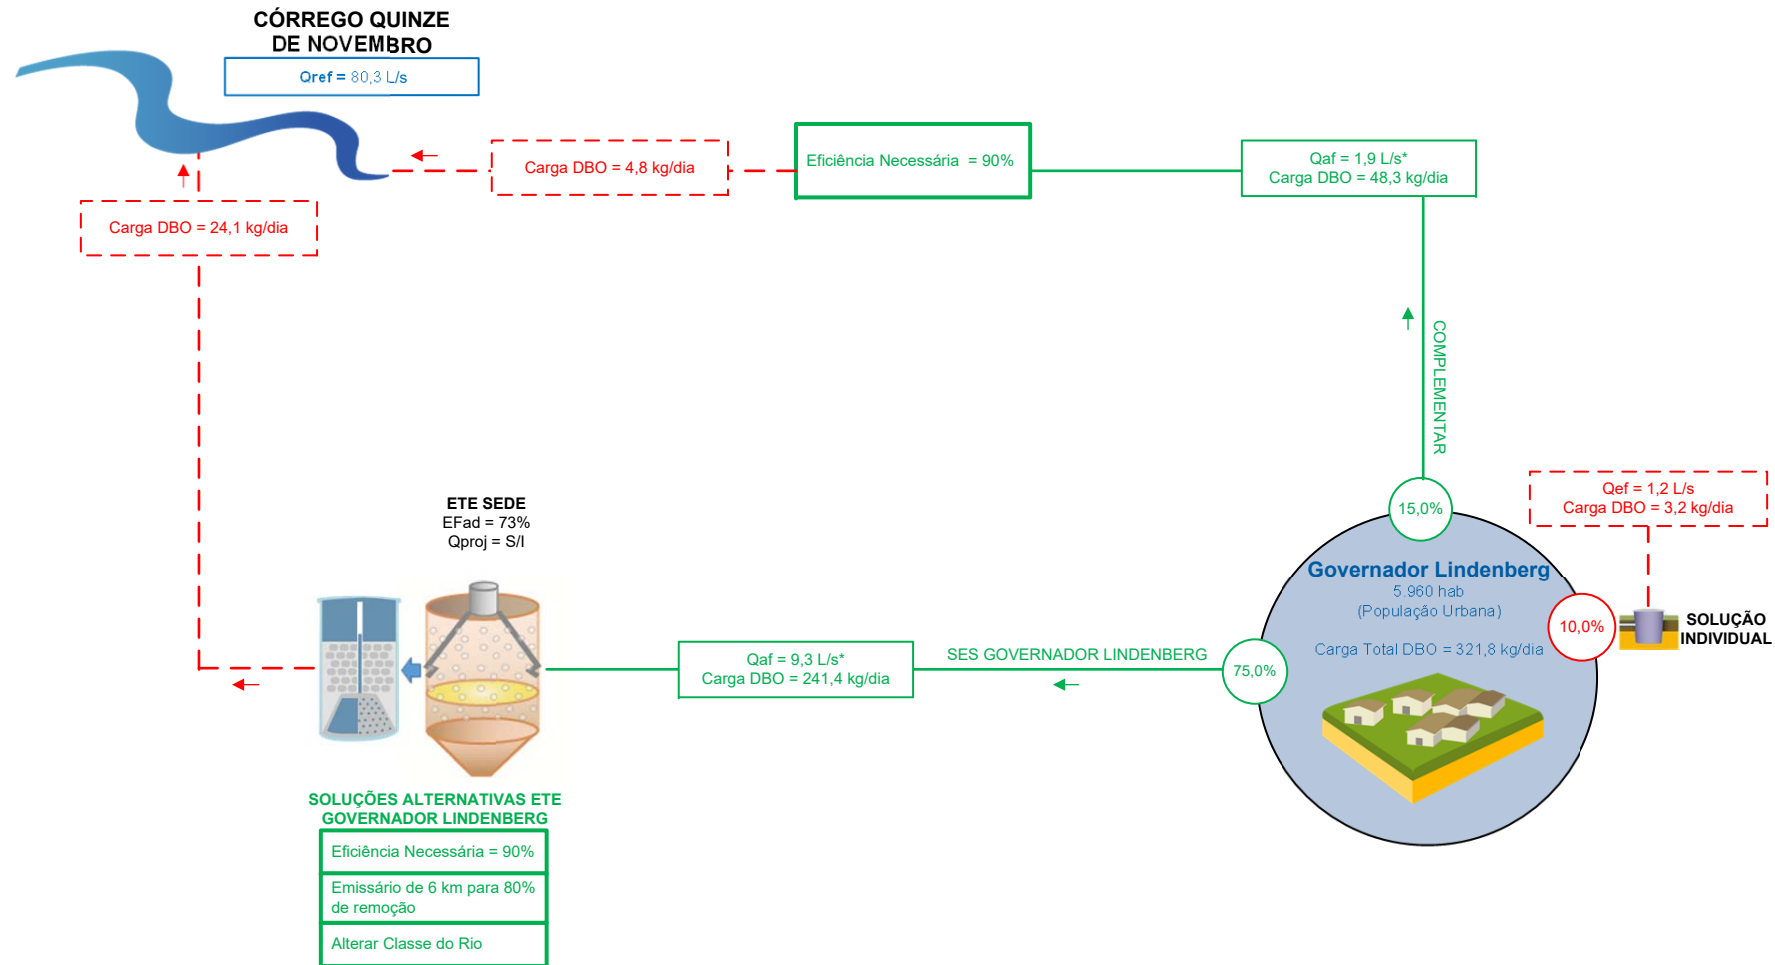 CÓRREGO QUINZE
DE NOVEMBRO
Qref = 80,3 L/s
Carga DBO = 4,8 kg/dia
Eficiência Necessária = 90%
Qaf = 1,9 L/s*
Carga DBO = 48,3 kg/dia
Carga DBO = 24,1 kg/dia
COMPLEMENTAR
ETE SEDE
EFad = 73%
Qproj = S/I
15,0%
Qef = 1,2 L/s
Carga DBO = 3,2 kg/dia
Governador Lindenberg
5.960 hab
(População Urbana)
Carga Total DBO = 321,8 kg/dia
10,0%
SOLUÇÃO
INDIVIDUAL
75,0%
SES GOVERNADOR LINDENBERG
Qaf = 9,3 L/s*
Carga DBO = 241,4 kg/dia
SOLUÇÕES ALTERNATIVAS ETE
GOVERNADOR LINDENBERG
Eficiência Necessária = 90%
Emissário de 6 km para 80%
de remoção
Alterar Classe do Rio